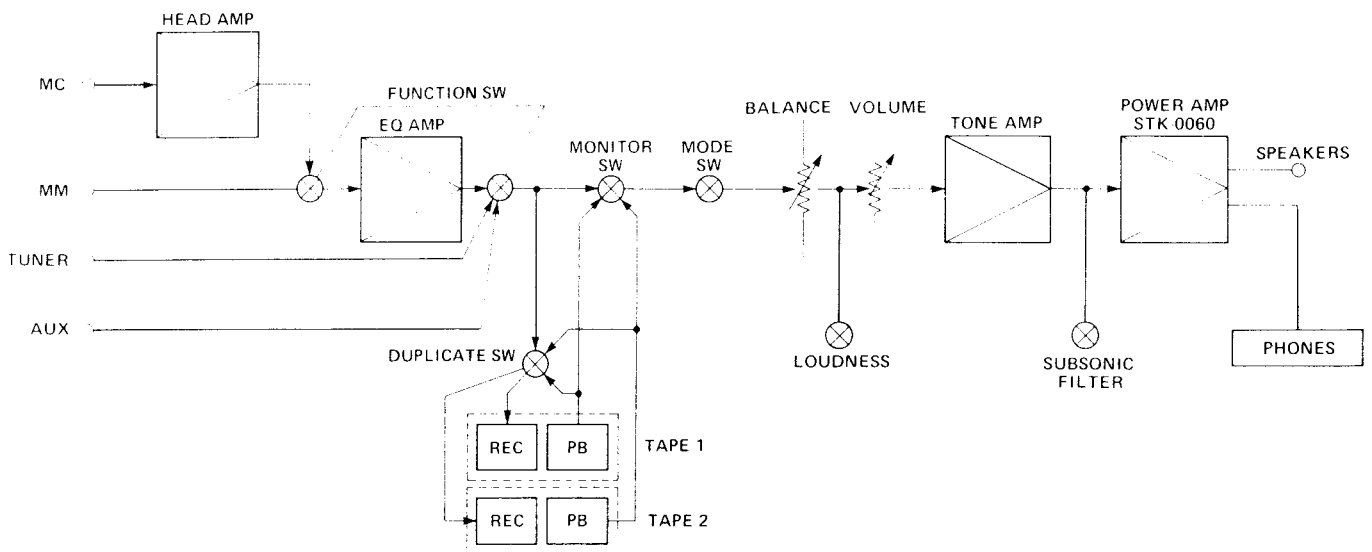 HEAD AMP
MC
FUNCTION SW
EQ AMP
MM
TUNER
AUX
MONITOR
SW
MODE
SW
BALANCE
VOLUME
TONE AMP
POWER AMP
STK-0060
SPEAKERS
PHONES
LOUDNESS
SUBSONIC
FILTER
DUPLICATE SW
REC
PB
TAPE 1
REC
PB
TAPE 2